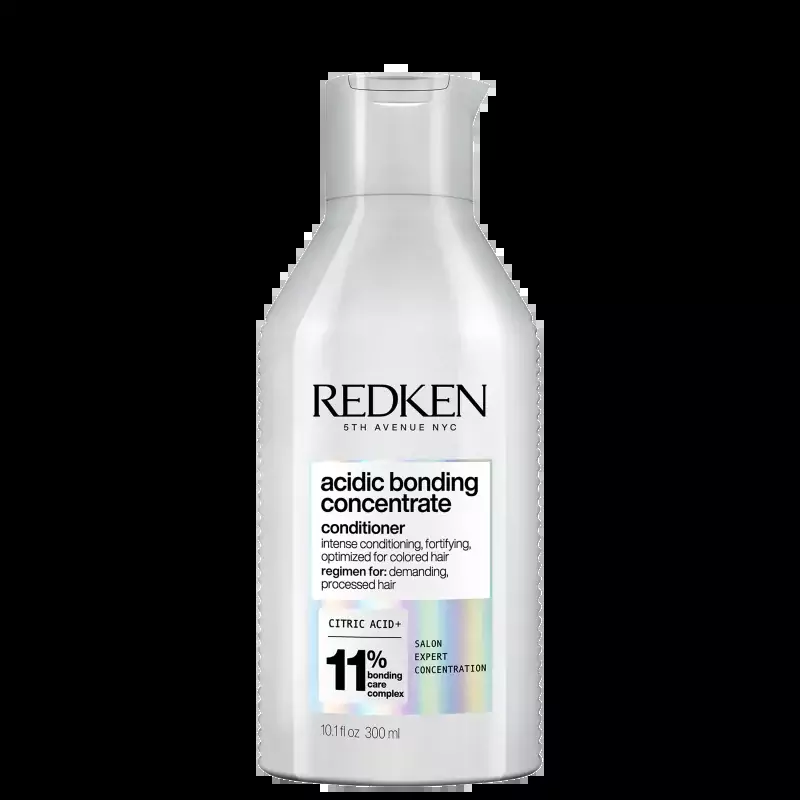 REDKEN
5TH AVENUE NYC
acidic bonding
concentrate
conditioner
intense conditioning, fortifying,
optimized for colored hair
regimen for: demanding,
processed hair
CITRIC ACID+
11%
bonding
care
complex
SALON
EXPERT
CONCENTRATION
10.1 fl oz 300 ml